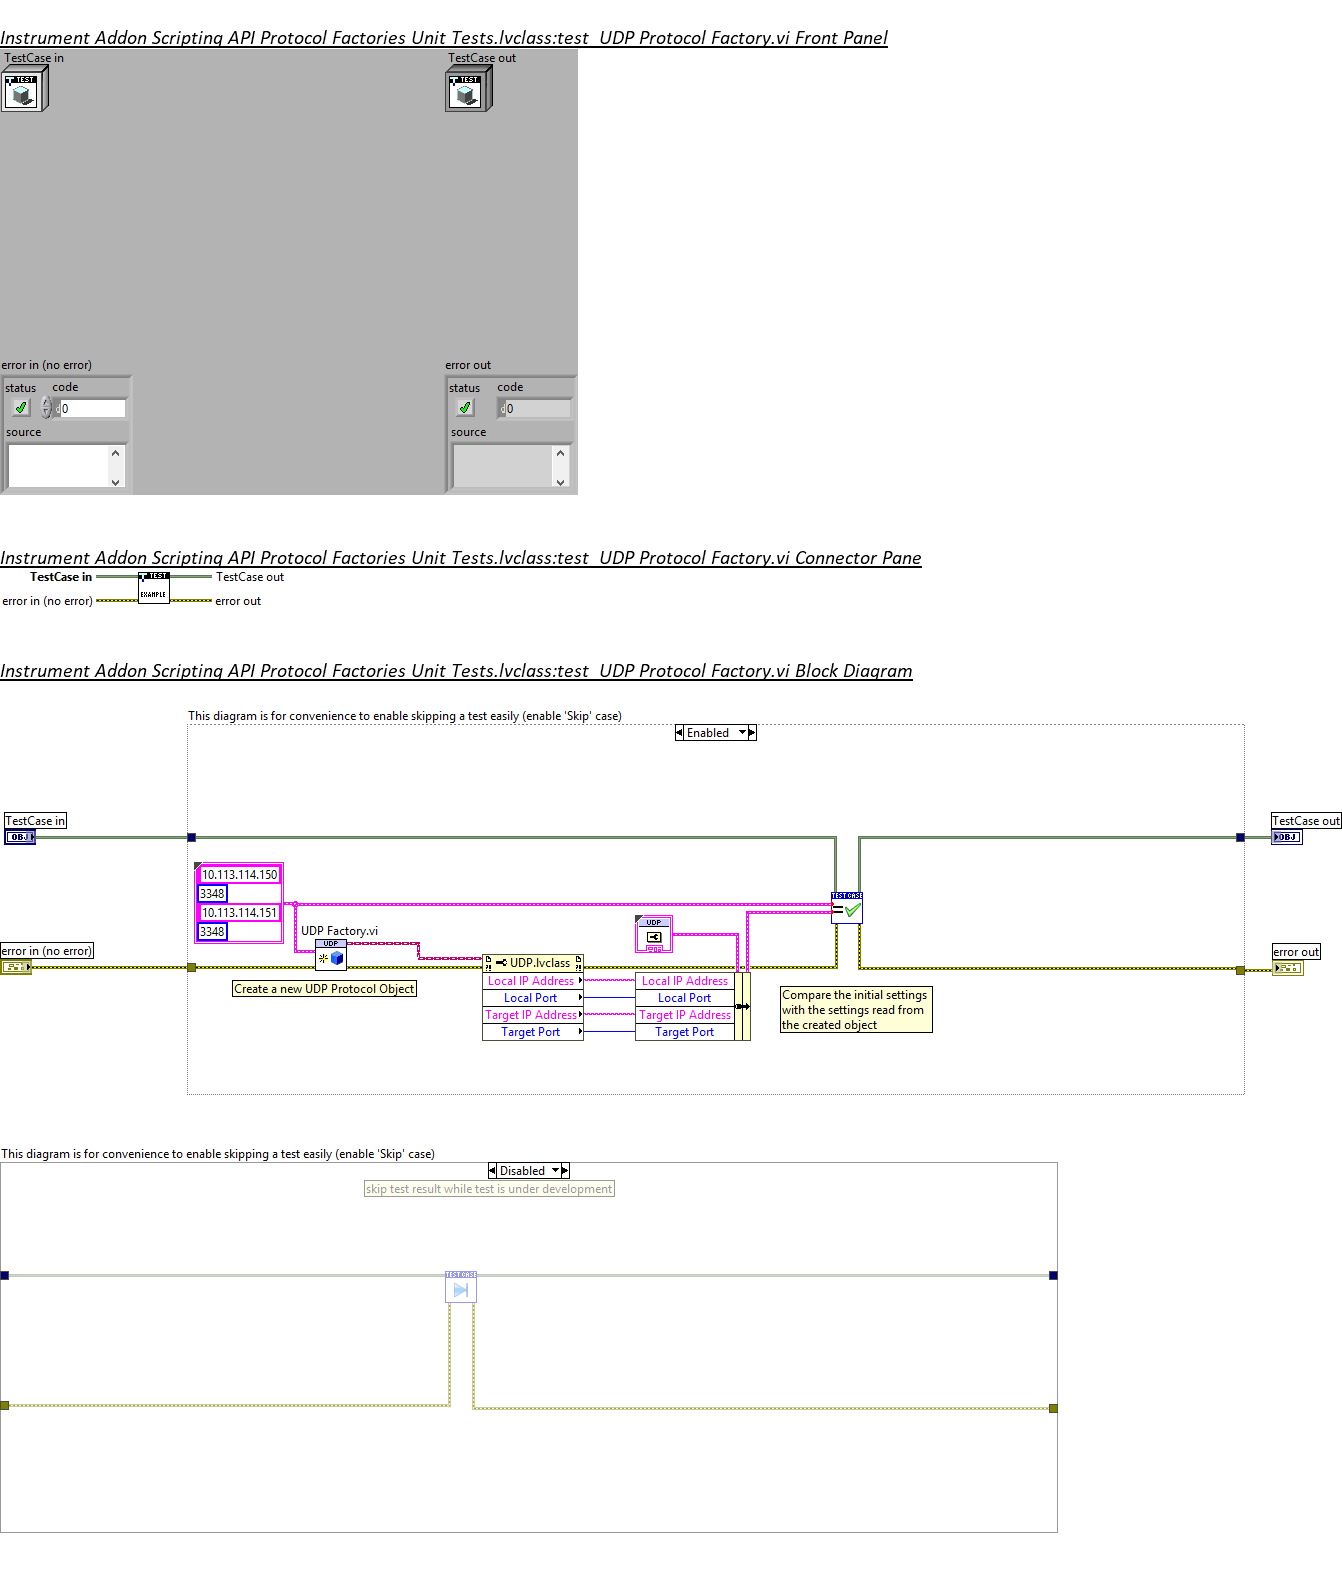 Instrument Addon Scripting API Protocol Factories Unit Tests.lvclass:test_UDP Protocol Factory.vi Front Panel
TestCase in
TestCase out
TEST
TEST
error in (no error)
error out
status
code
status
code
d0
d0
source
source
Instrument Addon Scripting API Protocol Factories Unit Tests.lvclass:test_UDP Protocol Factory.vi Connector Pane
TestCase in
TEST
TestCase out
EXAMPLE
error in (no error)
error out
Instrument Addon Scripting API Protocol Factories Unit Tests.lvclass:test_UDP Protocol Factory.vi Block Diagram
This diagram is for convenience to enable skipping a test easily (enable 'Skip' case)
Enabled
TestCase in
OBJ
TestCase out
OBJ
10.113.114.150
3348
10.113.114.151
3348
TEST CASE
UDP Factory.vi
UDP
UDP
error in (no error)
error out
UDP.lvclass
Create a new UDP Protocol Object
Local IP Address
Local Port
Target IP Address
Target Port
Local IP Address
Local Port
Target IP Address
Target Port
Compare the initial settings
with the settings read from
the created object
This diagram is for convenience to enable skipping a test easily (enable 'Skip' case)
Disabled
skip test result while test is under development
TEST CASE